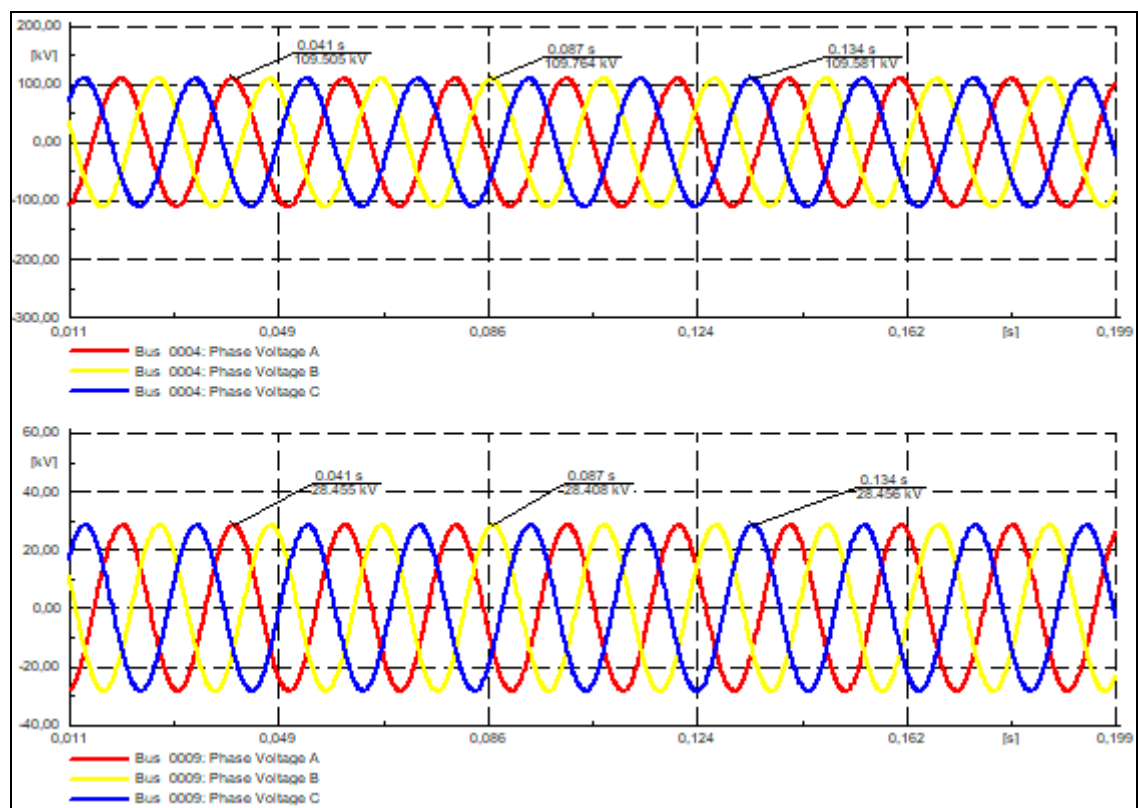 200,00
[kV]
0.041 s
109.505 kV
0.087 s
109.764 kV
0.134 s
109.581 kV
100,00
0,00
-100,00
-200,00
-300,00
0,011
0,049
0,086
0,124
0,162
[s]
0,199
Bus 0004: Phase Voltage A
Bus 0004: Phase Voltage B
Bus 0004: Phase Voltage C
60,00
[kV]
0.041 s
28.455 kV
0.087 s
28.408 kV
0.134 s
28.456 kV
40,00
20,00
0,00
-20,00
-40,00
0,011
0,049
0,086
0,124
0,162
[s]
0,199
Bus 0009: Phase Voltage A
Bus 0009: Phase Voltage B
Bus 0009: Phase Voltage C